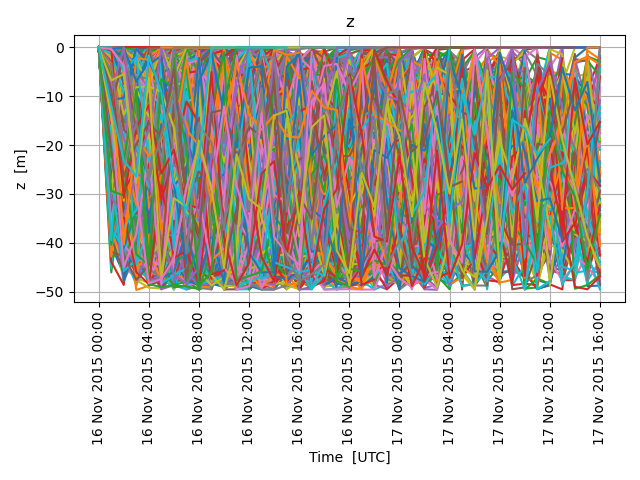 z
0
−10
−20
−30
−40
−50
z [m]
16 Nov 2015 00:00
16 Nov 2015 04:00
16 Nov 2015 08:00
16 Nov 2015 12:00
16 Nov 2015 16:00
16 Nov 2015 20:00
17 Nov 2015 00:00
17 Nov 2015 04:00
17 Nov 2015 08:00
17 Nov 2015 12:00
17 Nov 2015 16:00
Time [UTC]